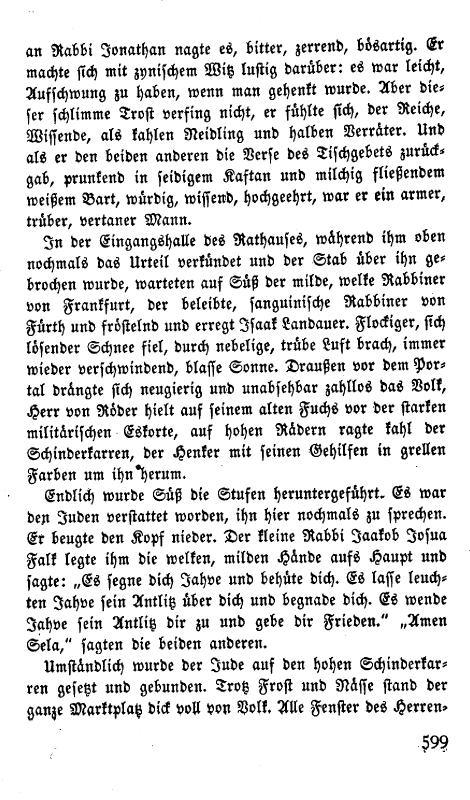 an Rabbi Jonathan nagte es, bitter, zerrend, bösartig. Er
machte sich mit zynischem Witz lustig darüber: es war leicht,
Aufschwung zu haben, wenn man gehenkt wurde. Aber die-
ser schlimme Trost verfing nicht, er fühlte sich, der Reiche,
Wissende, als kahlen Neidling und halben Verräter. Und
als er den beiden anderen die Verse des Tischgebets zurück-
gab, prunkend in seidigem Kaftan und milchig fließendem
weißem Bart, würdig, wissend, hochgeehrt, war er ein armer,
trüber, vertaner Mann.
In der Eingangshalle des Rathauses, während ihm oben
nochmals das Urteil verkündet und der Stab über ihn ge-
brochen wurde, warteten auf Süß der milde, welke Rabbiner
von Frankfurt, der beleibte, sanguinische Rabbiner von
Fürth und fröstelnd und erregt Isaak Landauer. Flockiger, sich
lösender Schnee fiel, durch nebelige, trübe Luft brach, immer
wieder verschwindend, blasse Sonne. Draußen vor dem Por-
tal drängte sich neugierig und unabsehbar zahllos das Volk,
Herr von Röder hielt auf seinem alten Fuchs vor der starken
militärischen Eskorte, auf hohen Rädern ragte kahl der
Schinderkarren, der Henker mit seinen Gehilfen in grellen
Farben um ihn herum.
Endlich wurde Süß die Stufen heruntergeführt. Es war
den Juden verstattet worden, ihn hier nochmals zu sprechen.
Er beugte den Kopf nieder. Der kleine Rabbi Jaakob Josua
Falk legte ihm die welken, milden Hände aufs Haupt und
sagte: „Es segne dich Jahve und behüte dich. Es lasse leuch-
ten Jahve sein Antlitz über dich und begnade dich. Es wende
Jahve sein Antlitz dir zu und gebe dir Frieden.“ „Amen
Sela,“ sagten die beiden anderen.
Umständlich wurde der Jude auf den hohen Schinderkar-
ren gesetzt und gebunden. Trotz Frost und Nässe stand der
ganze Marktplatz dick voll von Volk. Alle Fenster des Herren-
599